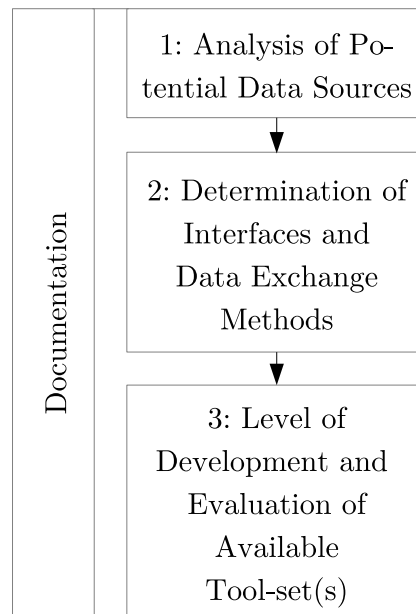 Documentation
1: Analysis of Po-
tential Data Sources
2: Determination of
Interfaces and
Data Exchange
Methods
3: Level of
Development and
Evaluation of
Available
Tool-set(s)